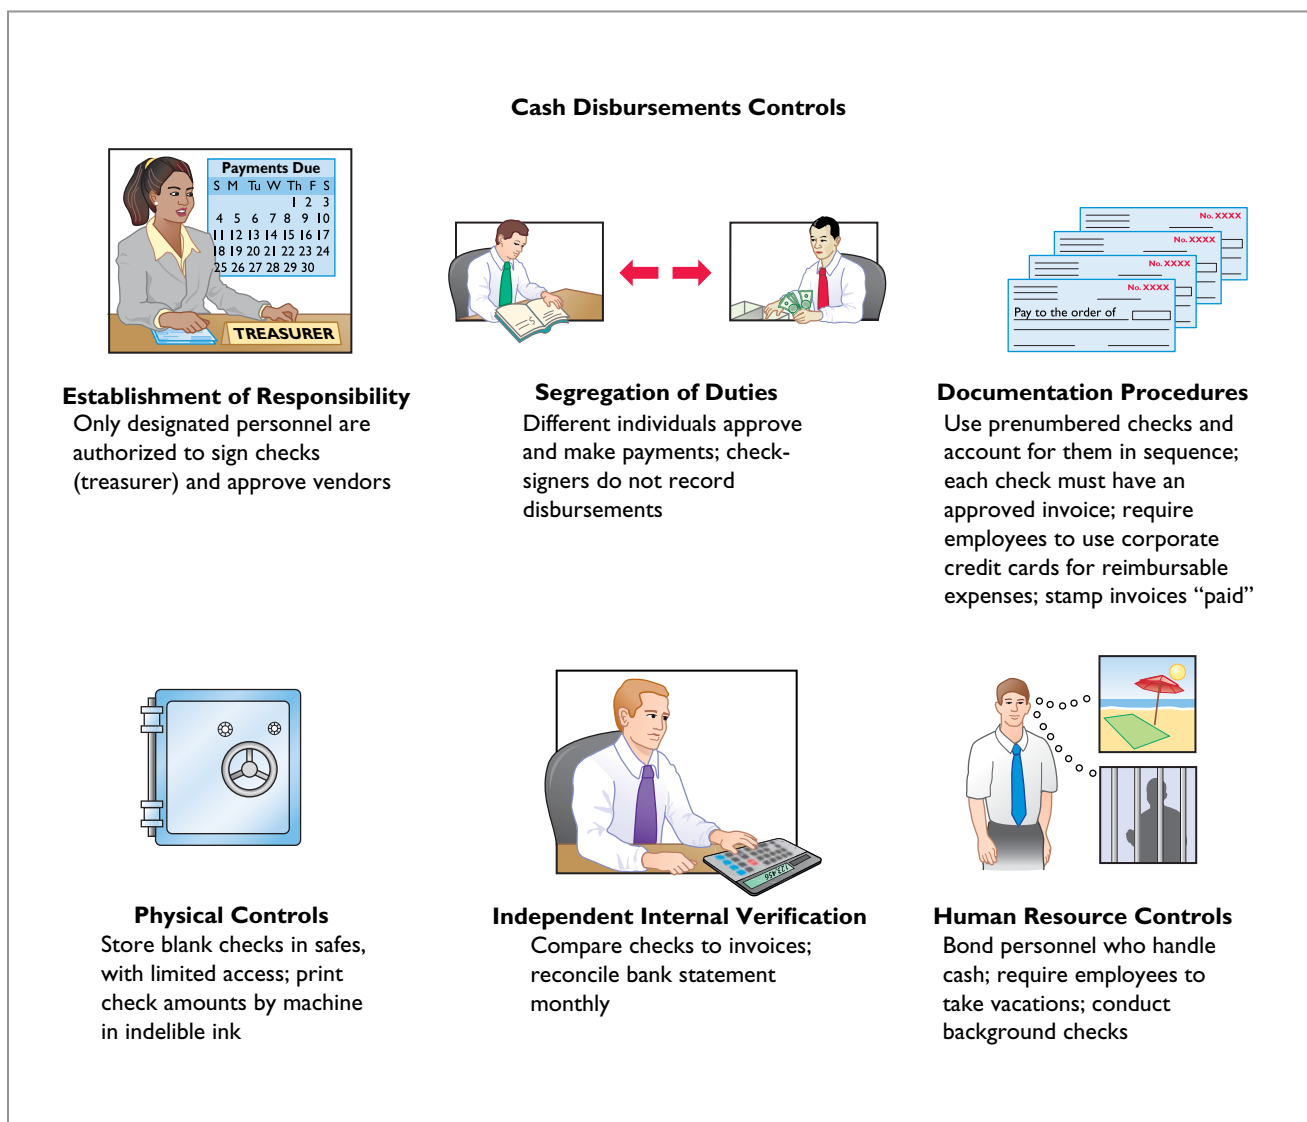 Cash Disbursements Controls
Payments Due
S M Tu W Th F S
1 2 3
4 5 6 7 8 9 10
11 12 13 14 15 16 17
18 19 20 21 22 23 24
25 26 27 28 29 30
TREASURER
No. XXXX
No. XXXX
No. XXXX
No. XXXX
Pay to the order of
$
Establishment of Responsibility
Only designated personnel are
authorized to sign checks
(treasurer) and approve vendors
Segregation of Duties
Different individuals approve
and make payments; check-
signers do not record
disbursements
Documentation Procedures
Use prenumbered checks and
account for them in sequence;
each check must have an
approved invoice; require
employees to use corporate
credit cards for reimbursable
expenses; stamp invoices “paid”
123,456
Physical Controls
Store blank checks in safes,
with limited access; print
check amounts by machine
in indelible ink
Independent Internal Verification
Compare checks to invoices;
reconcile bank statement
monthly
Human Resource Controls
Bond personnel who handle
cash; require employees to
take vacations; conduct
background checks